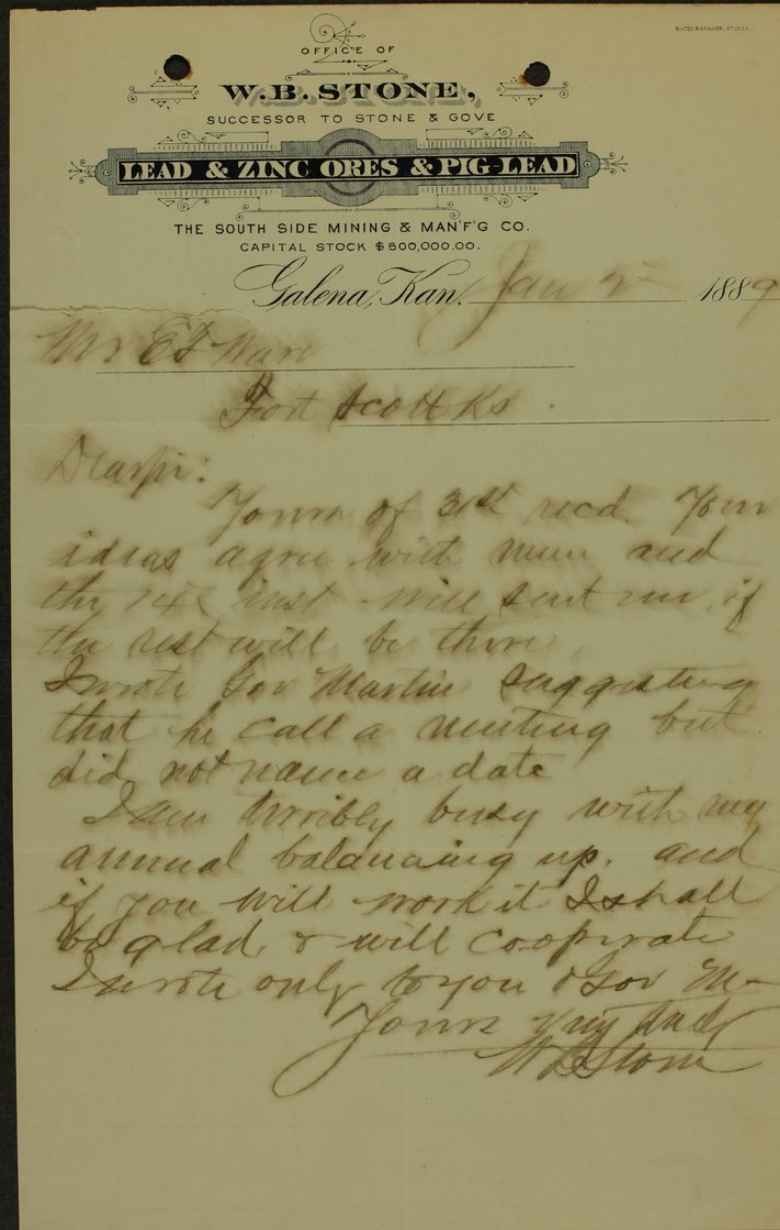 OFFICE OF
W.B. STONE,
SUCCESSOR TO STONE & GOVE
LEAD & ZINC ORES & PIG-LEAD
THE SOUTH SIDE MINING & MAN'F'G CO.
CAPITAL STOCK $500,000.00.
Galena, Kan. Jan 2 1889
Mr E F Ware
Fort Scott Ks.
Dear Sir:
Yours of 31st recd. Your
ideas agree with mine and
the inst will suit me if
the rest will be there
I wrote Gov Martin suggesting
that he call a meeting but
did not name a date
I am terribly busy with my
annual balancing up. and
if you will work it I shall
be glad & will cooperate
I wrote only to you & Gov M-
Yours very truly
W B Stone